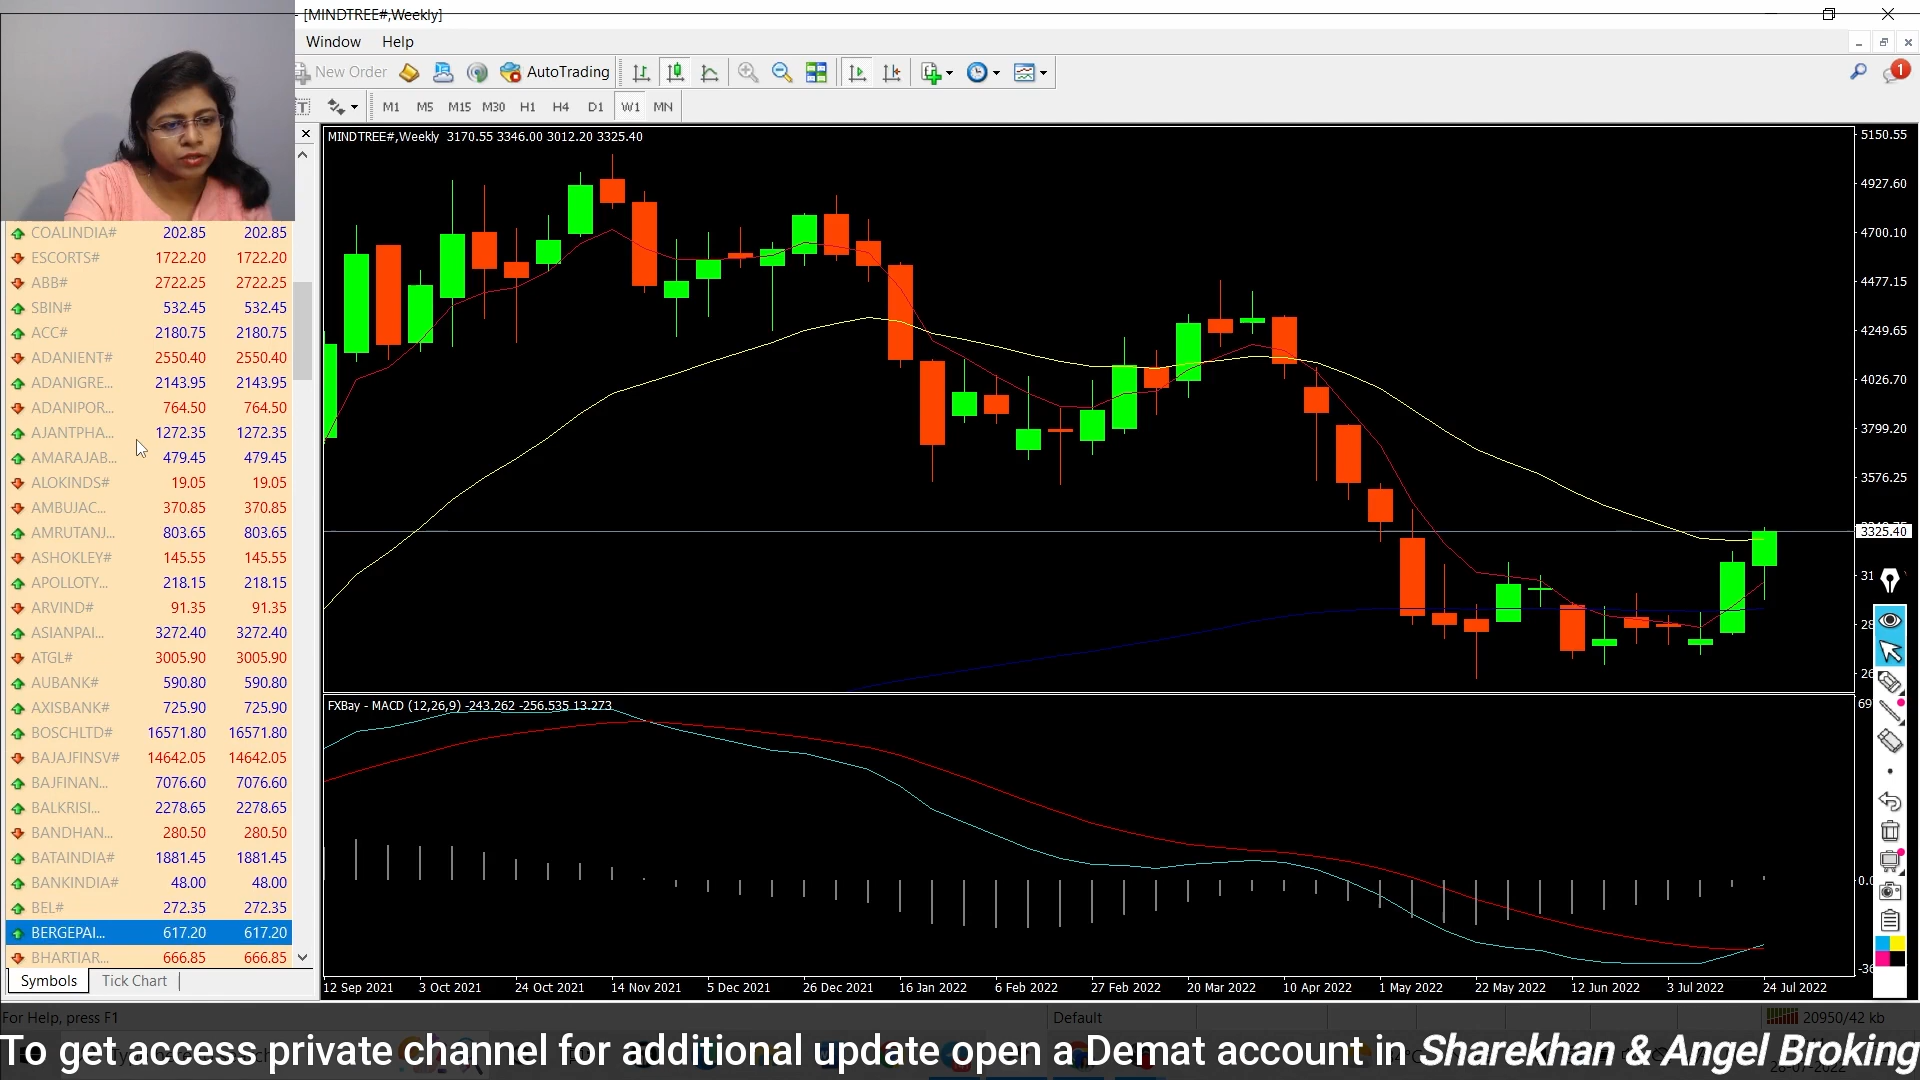 - [MINDTREE#,Weekly]
Window Help
New Order AutoTrading 1
T M1 M5 M15 M30 H1 H4 D1 W1 MN
MINDTREE#,Weekly 3170.55 3346.00 3012.20 3325.40
5150.55
4927.60
4700.10
4477.15
4249.65
4026.70
3799.20
3576.25
3325.40
31
28
26
COALINDIA# 202.85 202.85
ESCORTS# 1722.20 1722.20
ABB# 2722.25 2722.25
SBIN# 532.45 532.45
ACC# 2180.75 2180.75
ADANIENT# 2550.40 2550.40
ADANIGRE... 2143.95 2143.95
ADANIPOR... 764.50 764.50
AJANTPHA... 1272.35 1272.35
AMARAJAB... 479.45 479.45
ALOKINDS# 19.05 19.05
AMBUJAC... 370.85 370.85
AMRUTANJ... 803.65 803.65
ASHOKLEY# 145.55 145.55
APOLLOTY... 218.15 218.15
ARVIND# 91.35 91.35
ASIANPAI... 3272.40 3272.40
ATGL# 3005.90 3005.90
AUBANK# 590.80 590.80
AXISBANK# 725.90 725.90
BOSCHLTD# 16571.80 16571.80
BAJAJFINSV# 14642.05 14642.05
BAJFINAN... 7076.60 7076.60
BALKRISI... 2278.65 2278.65
BANDHAN... 280.50 280.50
BATAINDIA# 1881.45 1881.45
BANKINDIA# 48.00 48.00
BEL# 272.35 272.35
BERGEPAI... 617.20 617.20
BHARTIAR... 666.85 666.85
Symbols Tick Chart
FXBay - MACD (12,26,9) -243.262 -256.535 13.273
69
0.0
-36
12 Sep 2021 3 Oct 2021 24 Oct 2021 14 Nov 2021 5 Dec 2021 26 Dec 2021 16 Jan 2022 6 Feb 2022 27 Feb 2022 20 Mar 2022 10 Apr 2022 1 May 2022 22 May 2022 12 Jun 2022 3 Jul 2022 24 Jul 2022
For Help, press F1 Default 20950/42 kb
To get access private channel for additional update open a Demat account in Sharekhan & Angel Broking